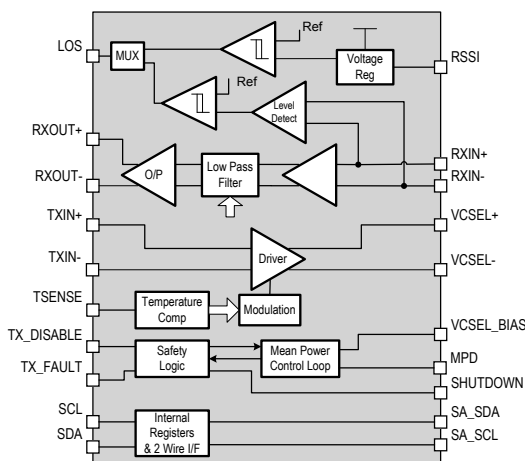 LOS
MUX
Ref
Voltage
Reg
RSSI
Ref
Level
Detect
RXOUT+
RXOUT-
O/P
Low Pass
Filter
RXIN+
RXIN-
TXIN+
TXIN-
Driver
VCSEL+
VCSEL-
TSENSE
Temperature
Comp
Modulation
TX_DISABLE
TX_FAULT
Safety
Logic
Mean Power
Control Loop
VCSEL_BIAS
MPD
SHUTDOWN
SCL
SDA
Internal
Registers
& 2 Wire I/F
SA_SDA
SA_SCL